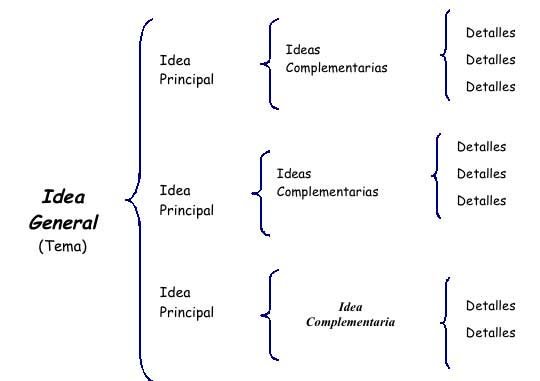 Idea
General
(Tema)
Idea
Principal
Ideas
Complementarias
Detalles
Detalles
Detalles
Idea
Principal
Ideas
Complementarias
Detalles
Detalles
Detalles
Idea
Principal
Idea
Complementaria
Detalles
Detalles